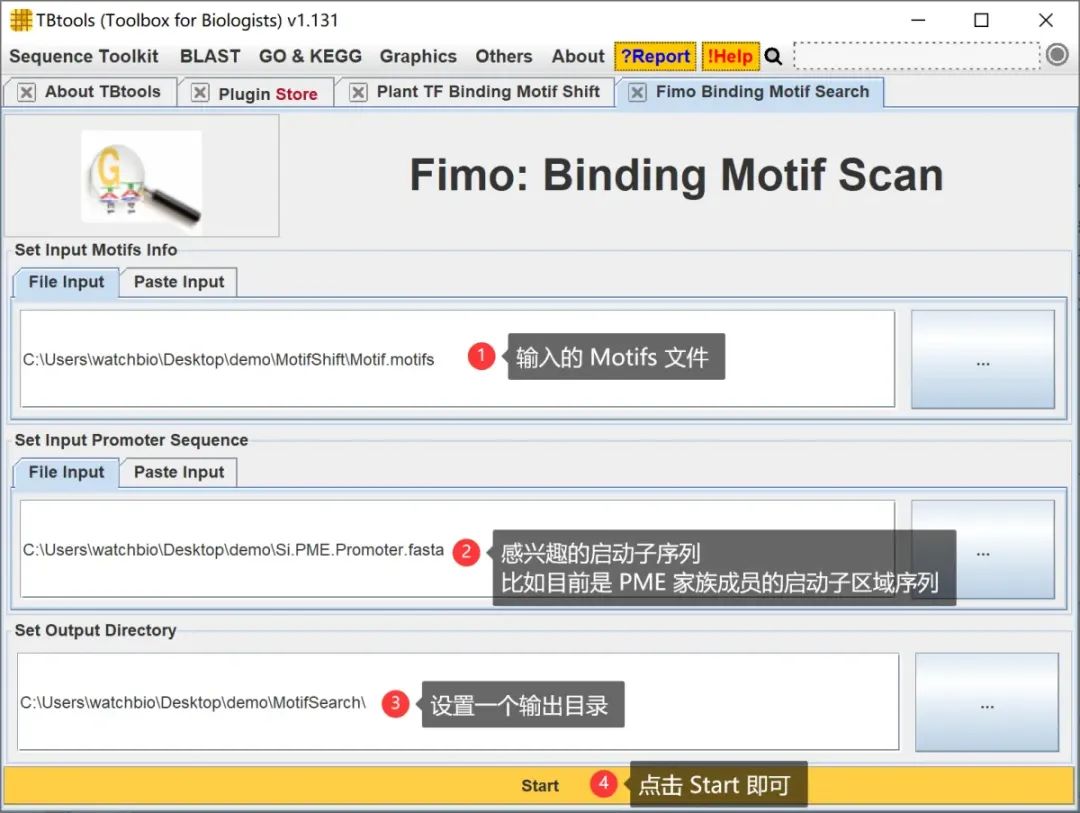 TBtools (Toolbox for Biologists) v1.131
Sequence Toolkit BLAST GO & KEGG Graphics Others About ?Report !Help
About TBtools Plugin Store Plant TF Binding Motif Shift Fimo Binding Motif Search
G
Fimo: Binding Motif Scan
Set Input Motifs Info
File Input Paste Input
C:\Users\watchbio\Desktop\demo\MotifShift\Motif.motifs 1 输入的 Motifs 文件 ...
Set Input Promoter Sequence
File Input Paste Input
C:\Users\watchbio\Desktop\demo\Si.PME.Promoter.fasta 2 感兴趣的启动子序列 ...
比如目前是 PME 家族成员的启动子区域序列
Set Output Directory
C:\Users\watchbio\Desktop\demo\MotifSearch\ 3 设置一个输出目录 ...
Start 4 点击 Start 即可